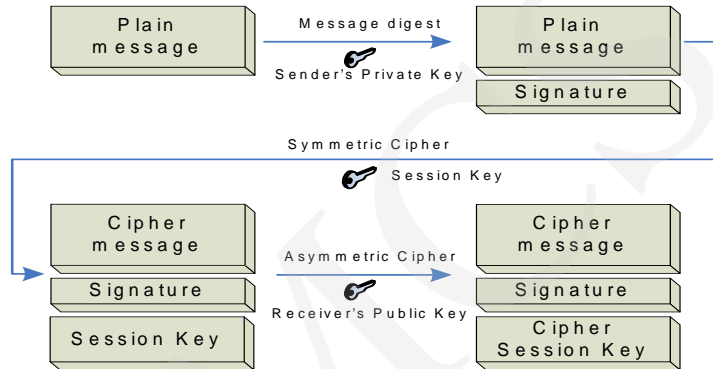 Plain
message
Message digest
Sender's Private Key
Plain
message
Signature
Symmetric Cipher
Session Key
Cipher
message
Signature
Session Key
Asymmetric Cipher
Receiver's Public Key
Cipher
message
Signature
Cipher
Session Key